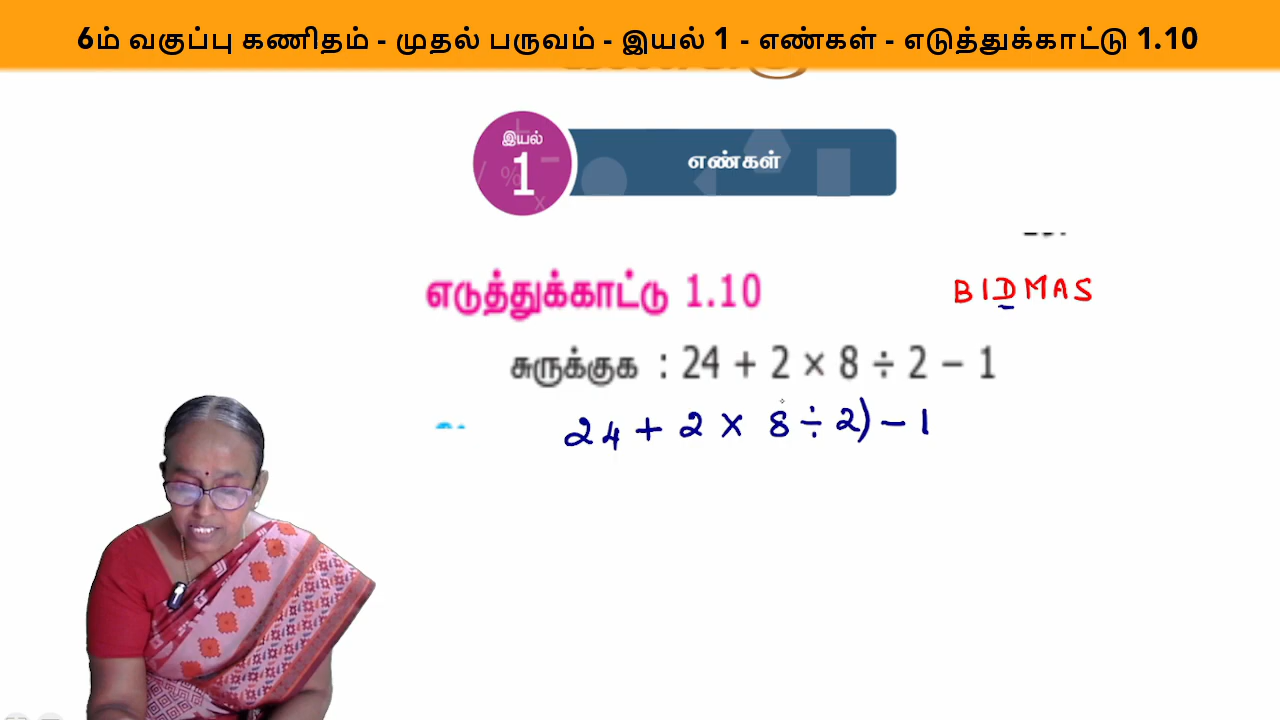 6ம் வகுப்பு கணிதம் - முதல் பருவம் - இயல் 1 - எண்கள் - எடுத்துக்காட்டு 1.10
இயல்
1
எண்கள்
எடுத்துக்காட்டு 1.10
BIDMAS
சுருக்குக : 24 + 2 × 8 ÷ 2 – 1
24 + 2 × 8 ÷ 2) – 1